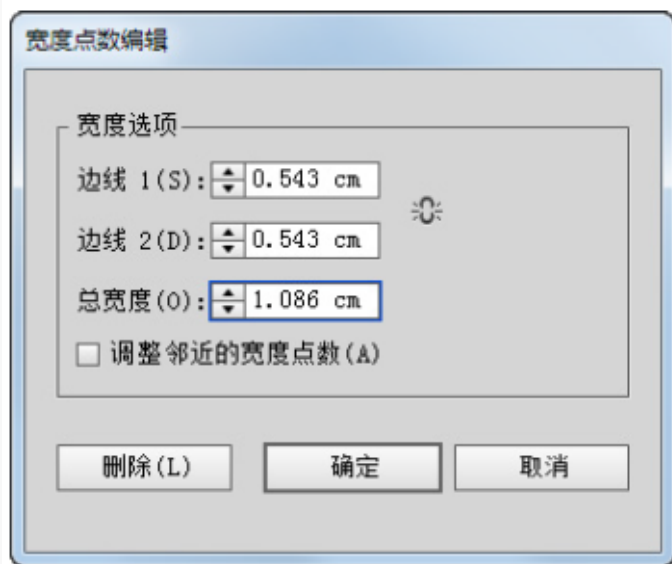 宽度点数编辑
宽度选项
边线 1(S): 0.543 cm
边线 2(D): 0.543 cm
总宽度(O): 1.086 cm
调整邻近的宽度点数(A)
删除(L) 确定 取消